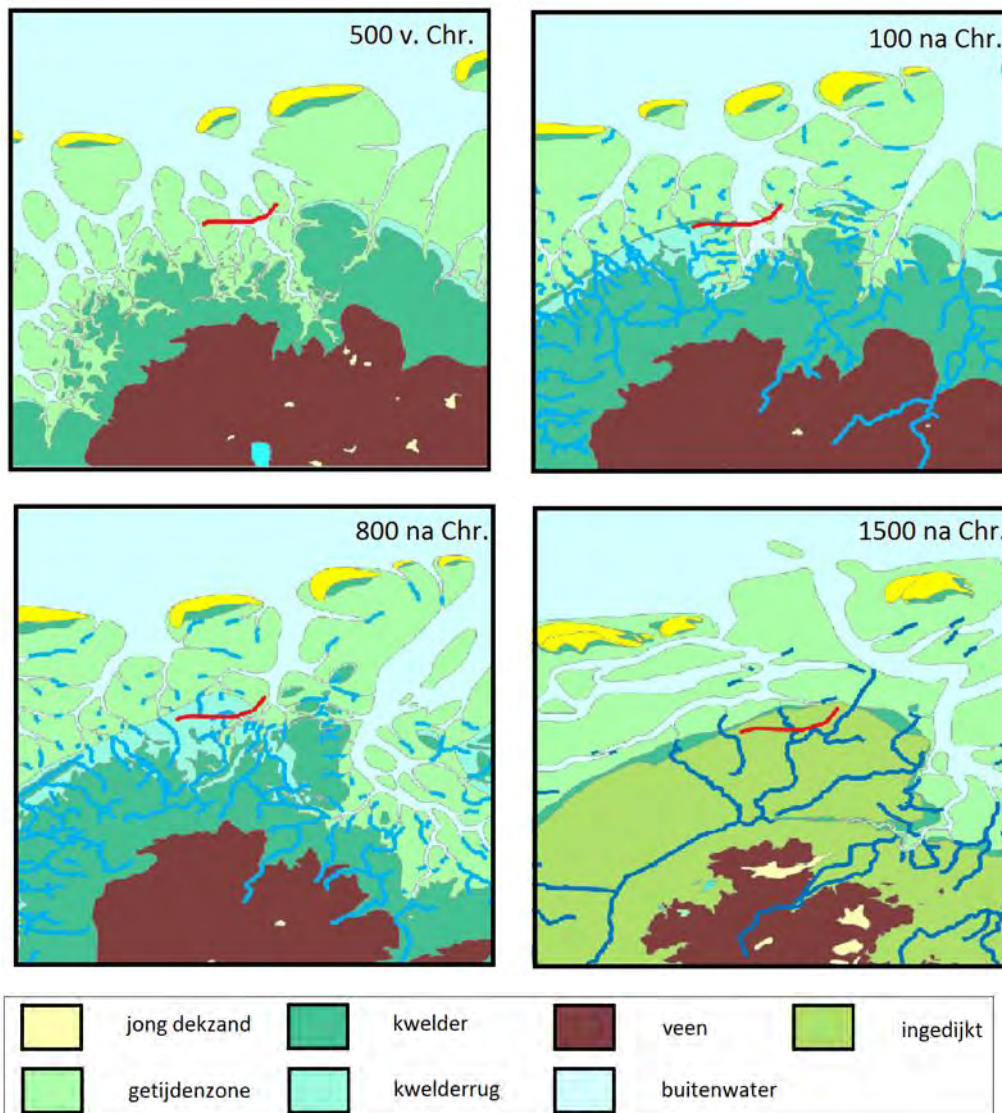 500 v. Chr.
100 na Chr.
800 na Chr.
1500 na Chr.
jong dekzand
kwelder
veen
ingedijkt
getijdenzone
kwelderrug
buitenwater